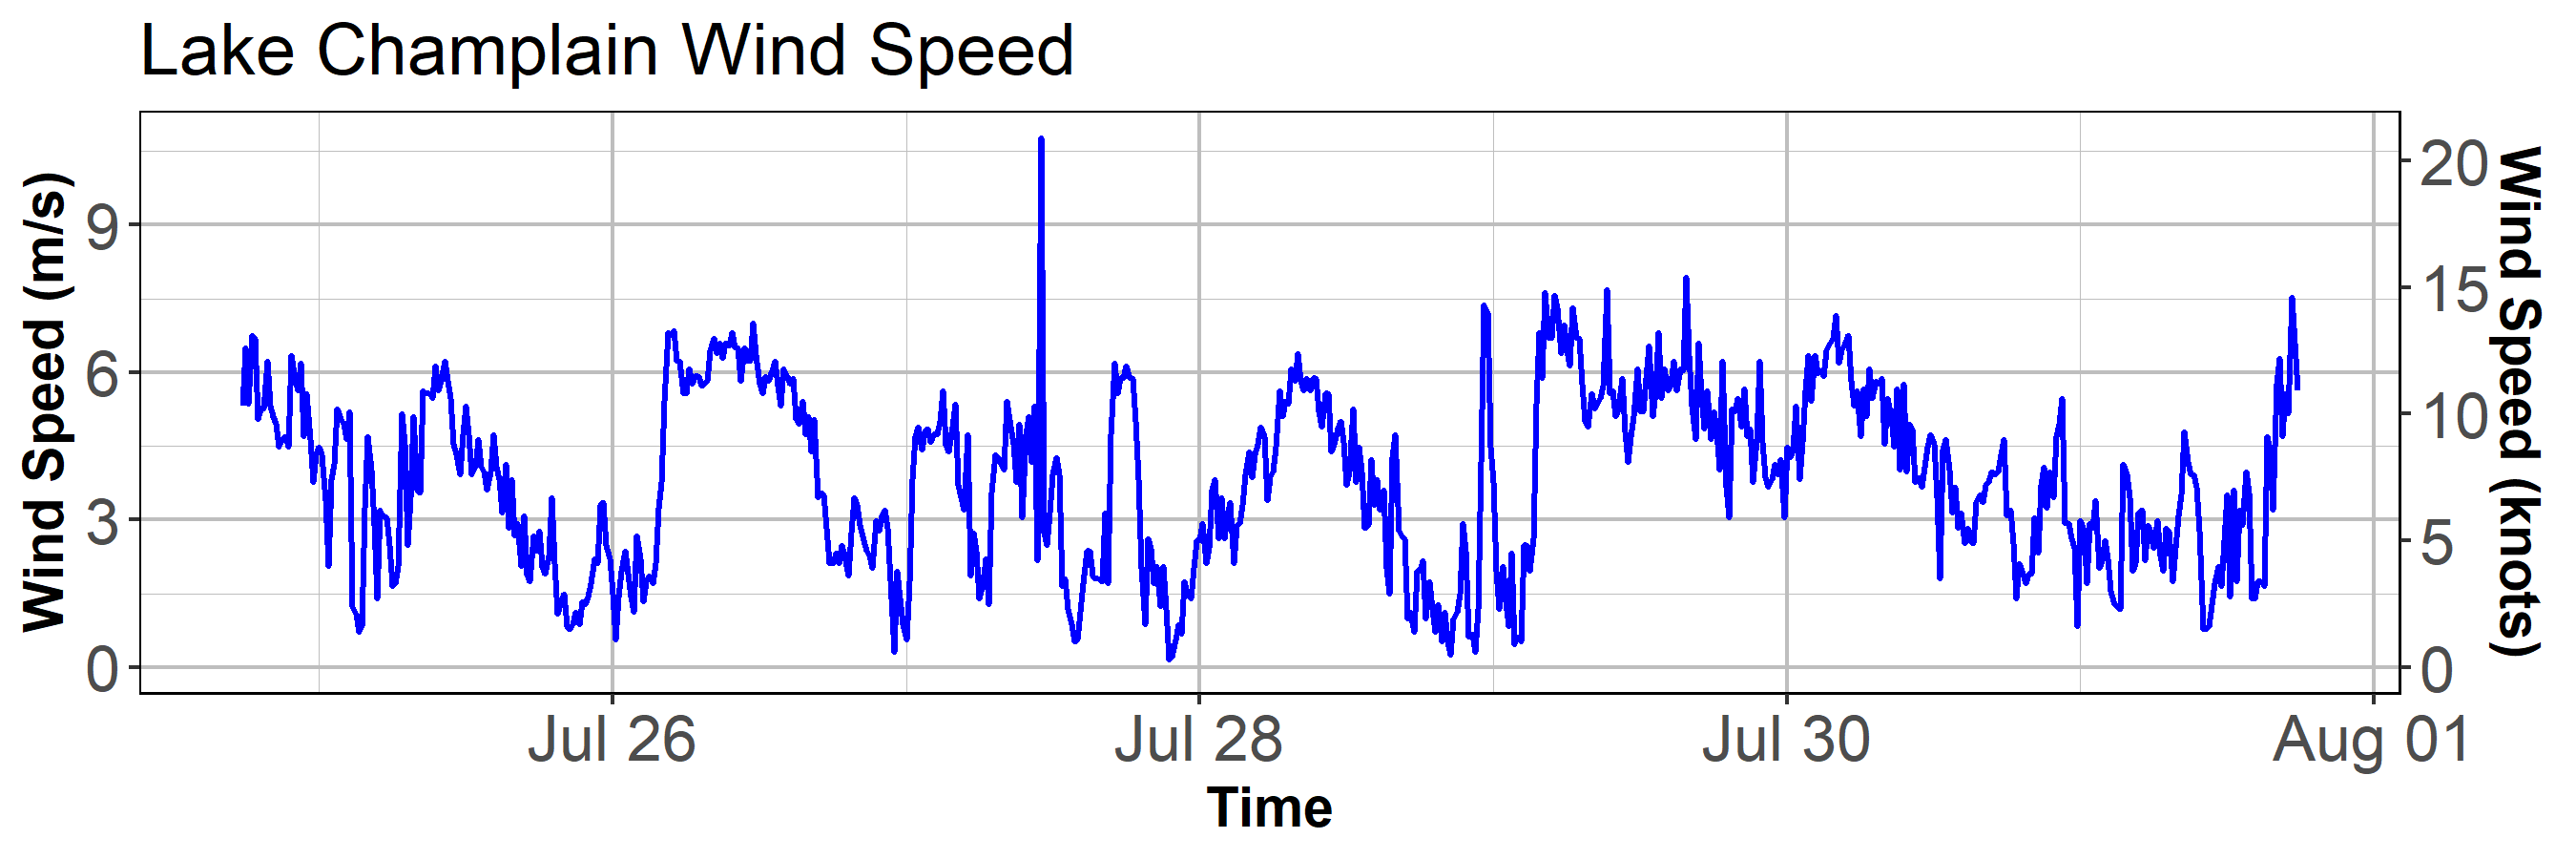 Lake Champlain Wind Speed
Wind Speed (m/s)
9
6
3
0
20
15
10
5
0
Wind Speed (knots)
Jul 26
Jul 28
Jul 30
Aug 01
Time